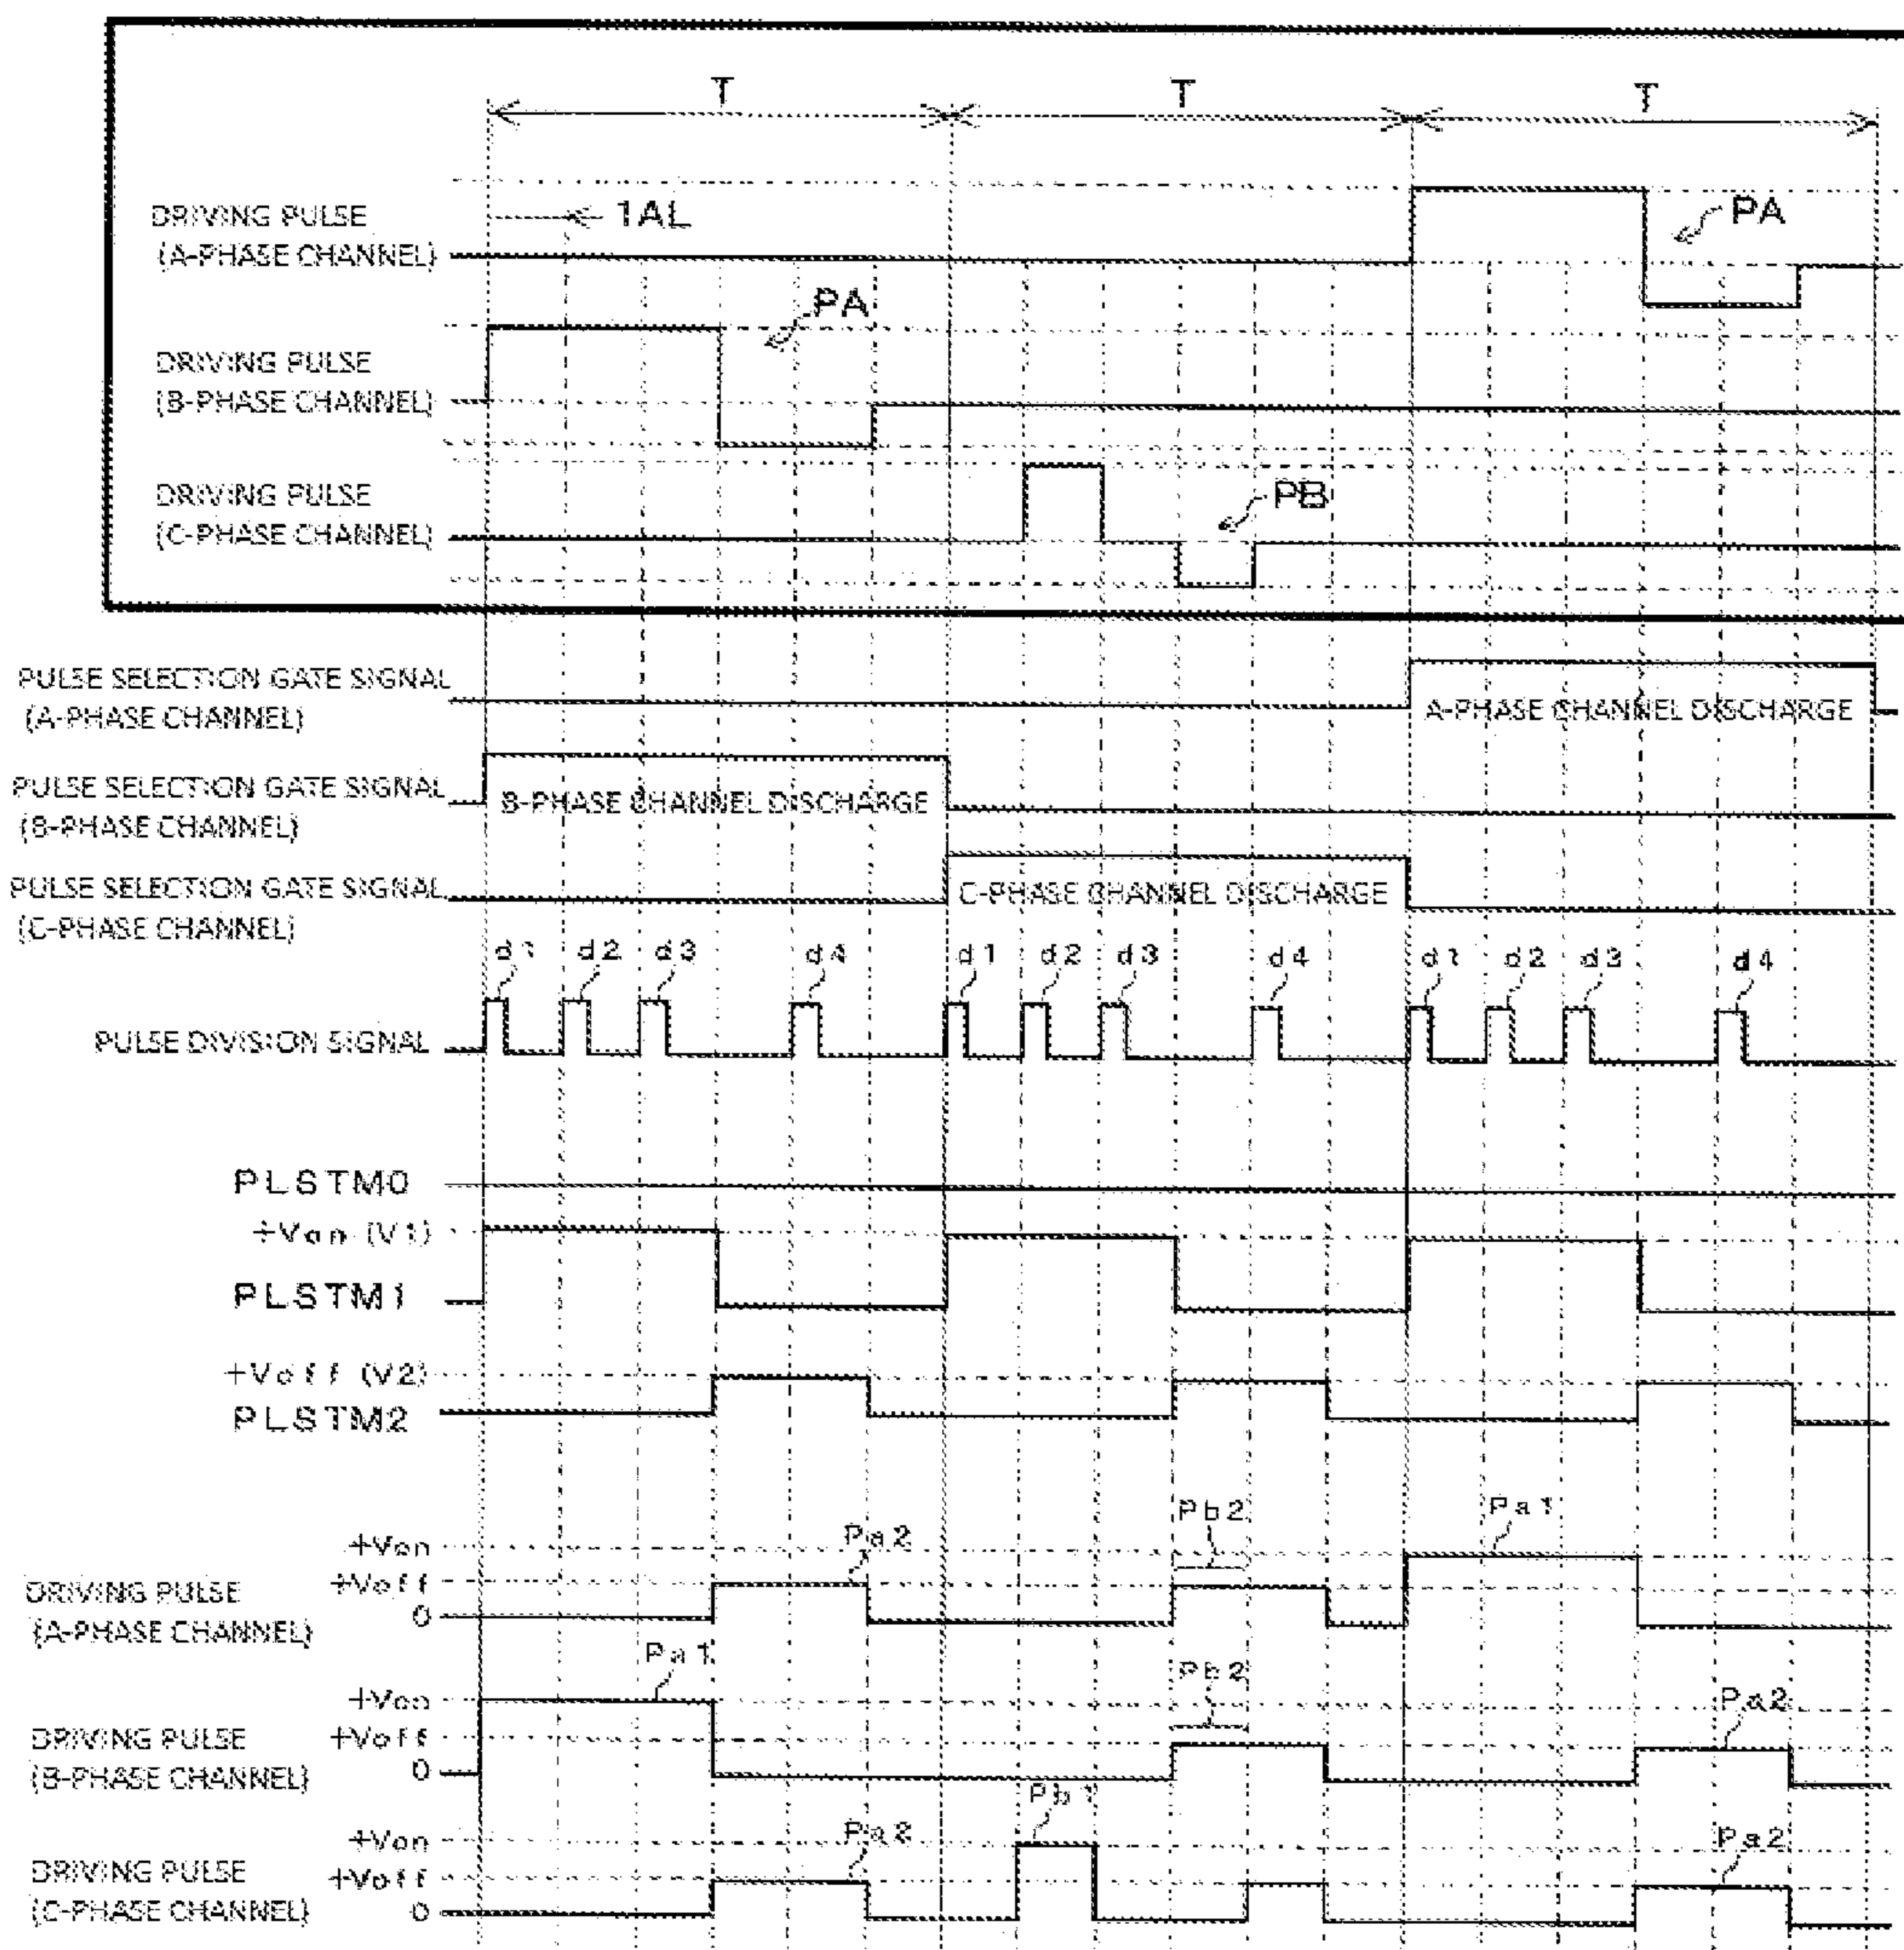 T T T
DRIVING PULSE
(A-PHASE CHANNEL)
1AL
PA
PA
DRIVING PULSE
(B-PHASE CHANNEL)
DRIVING PULSE
(C-PHASE CHANNEL)
PB
PULSE SELECTION GATE SIGNAL
(A-PHASE CHANNEL)
A-PHASE CHANNEL DISCHARGE
PULSE SELECTION GATE SIGNAL
(B-PHASE CHANNEL)
B-PHASE CHANNEL DISCHARGE
PULSE SELECTION GATE SIGNAL
(C-PHASE CHANNEL)
C-PHASE CHANNEL DISCHARGE
d1 d2 d3 d4 d1 d2 d3 d4 d1 d2 d3 d4
PULSE DIVISION SIGNAL
PLSTM0
+Von (V1)
PLSTM1
+Voff (V2)
PLSTM2
Pa2 Pb2 Pa1
+Von
+Voff
0
DRIVING PULSE
(A-PHASE CHANNEL)
Pa1 Pb2 Pa2
+Von
+Voff
0
DRIVING PULSE
(B-PHASE CHANNEL)
Pa2 Pb1 Pa2
+Von
+Voff
0
DRIVING PULSE
(C-PHASE CHANNEL)